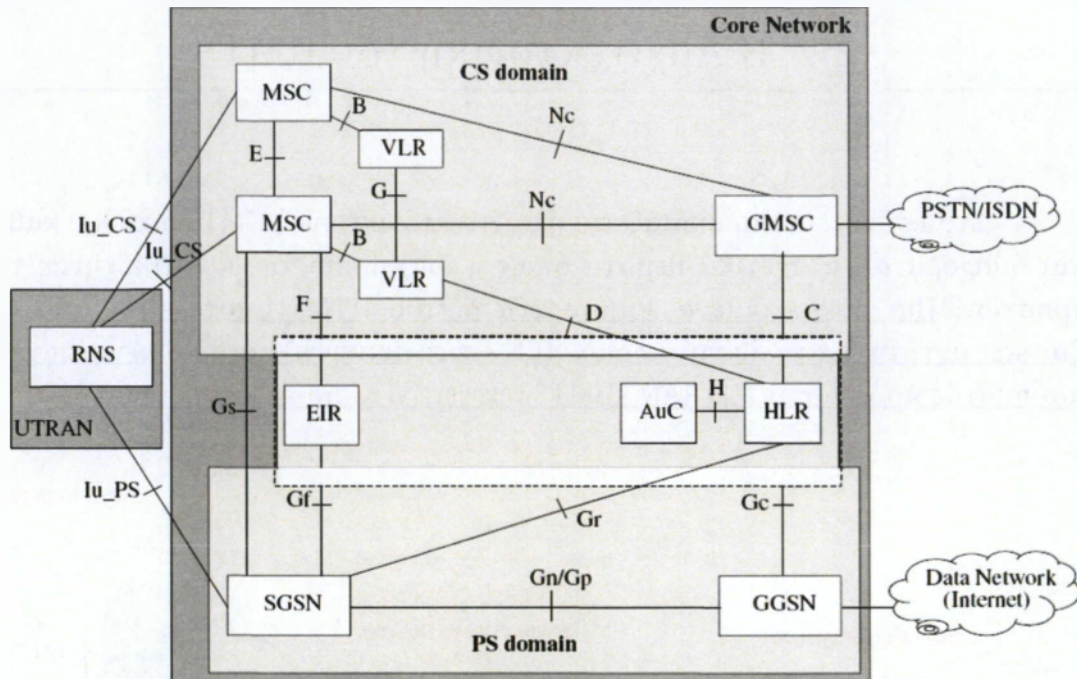 Core Network
CS domain
MSC
B
Nc
VLR
E
G
Nc
MSC
GMSC
PSTN/ISDN
Iu_CS
Iu_CS
B
VLR
F
D
C
RNS
H
Gs
EIR
AuC
HLR
UTRAN
Iu_PS
Gf
Gr
Gc
Gn/Gp
SGSN
GGSN
Data Network
(Internet)
PS domain